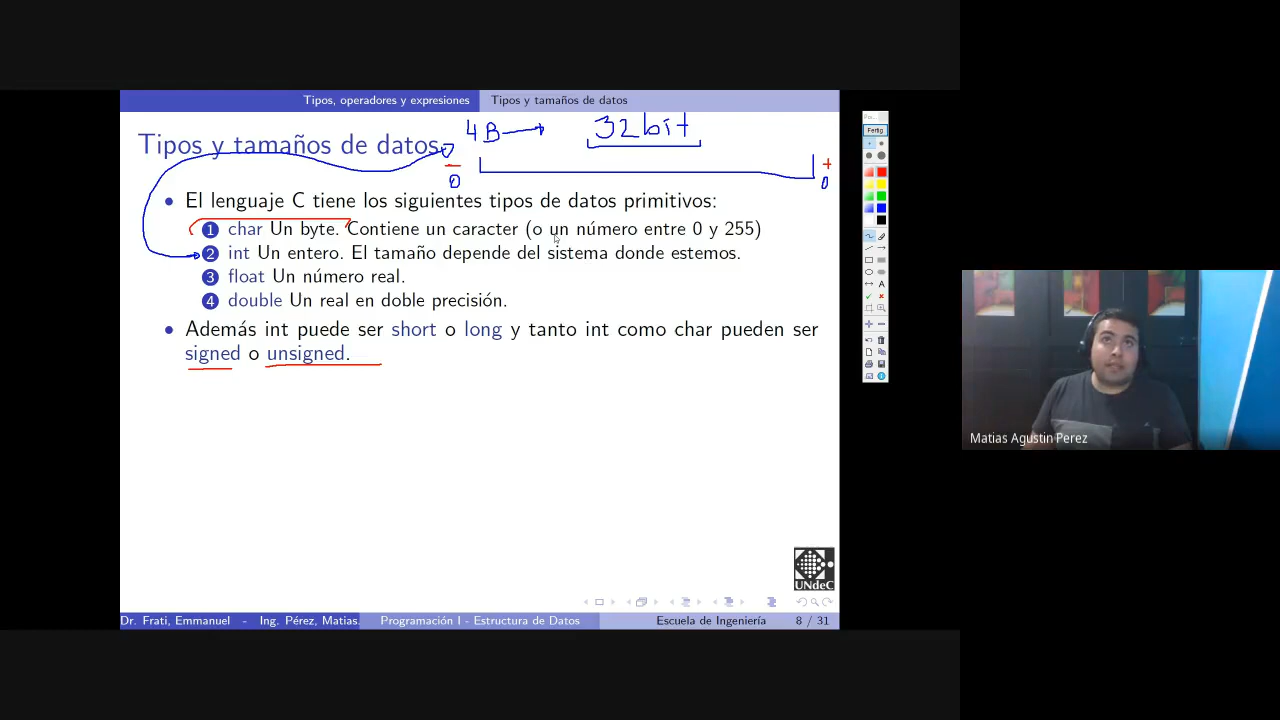 Tipos, operadores y expresiones Tipos y tamaños de datos
4B → 32bit
Tipos y tamaños de datos
- +
0 0
El lenguaje C tiene los siguientes tipos de datos primitivos:
1 char Un byte. Contiene un caracter (o un número entre 0 y 255)
2 int Un entero. El tamaño depende del sistema donde estemos.
3 float Un número real.
4 double Un real en doble precisión.
Además int puede ser short o long y tanto int como char pueden ser
signed o unsigned.
Fertig
A
Matias Agustin Perez
UNdeC
Dr. Frati, Emmanuel - Ing. Pérez, Matias. Programación I - Estructura de Datos Escuela de Ingeniería 8 / 31